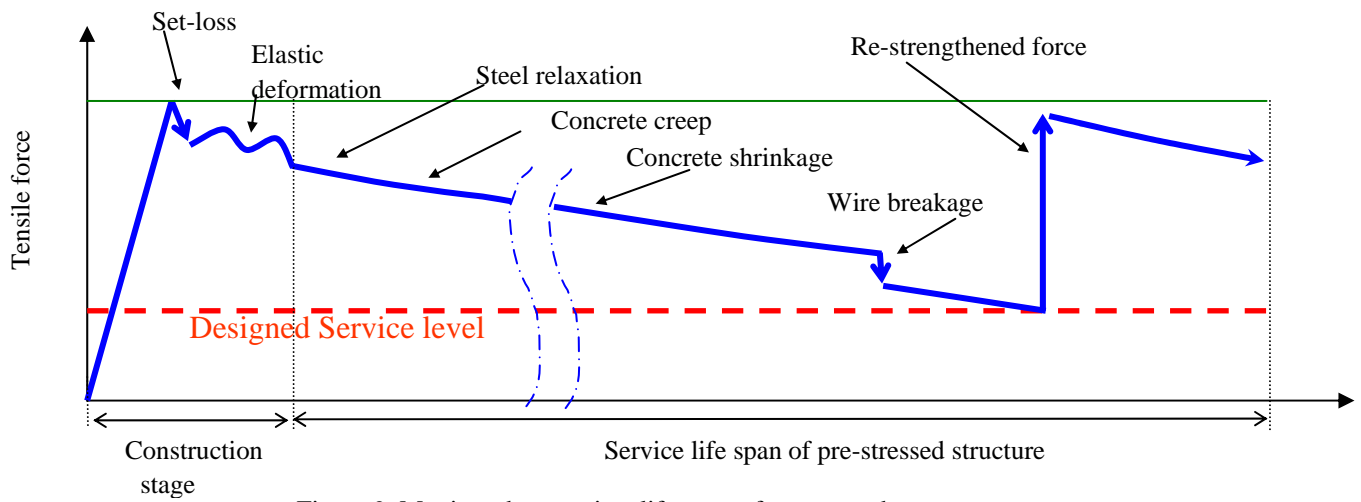 Set-loss
Elastic
deformation
Steel relaxation
Concrete creep
Concrete shrinkage
Wire breakage
Re-strengthened force
Tensile force
Designed Service level
Construction
stage
Service life span of pre-stressed structure